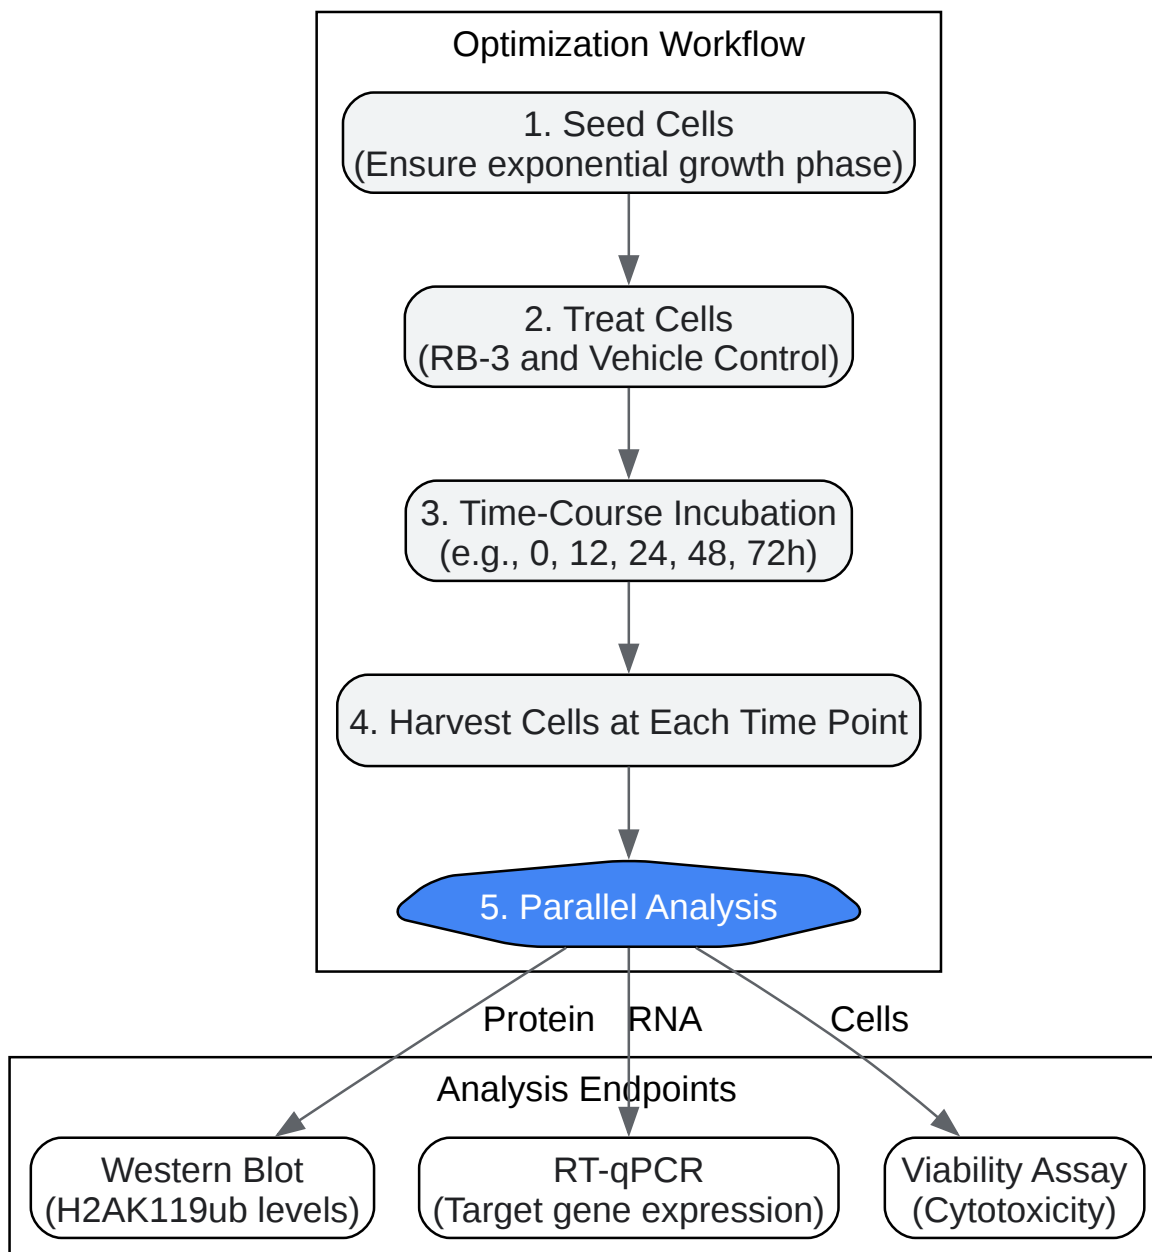 Optimization Workflow
1. Seed Cells
(Ensure exponential growth phase)
2. Treat Cells
(RB-3 and Vehicle Control)
3. Time-Course Incubation
(e.g., 0, 12, 24, 48, 72h)
4. Harvest Cells at Each Time Point
5. Parallel Analysis
Protein
RNA
Cells
Analysis Endpoints
Western Blot
(H2AK119ub levels)
RT-qPCR
(Target gene expression)
Viability Assay
(Cytotoxicity)